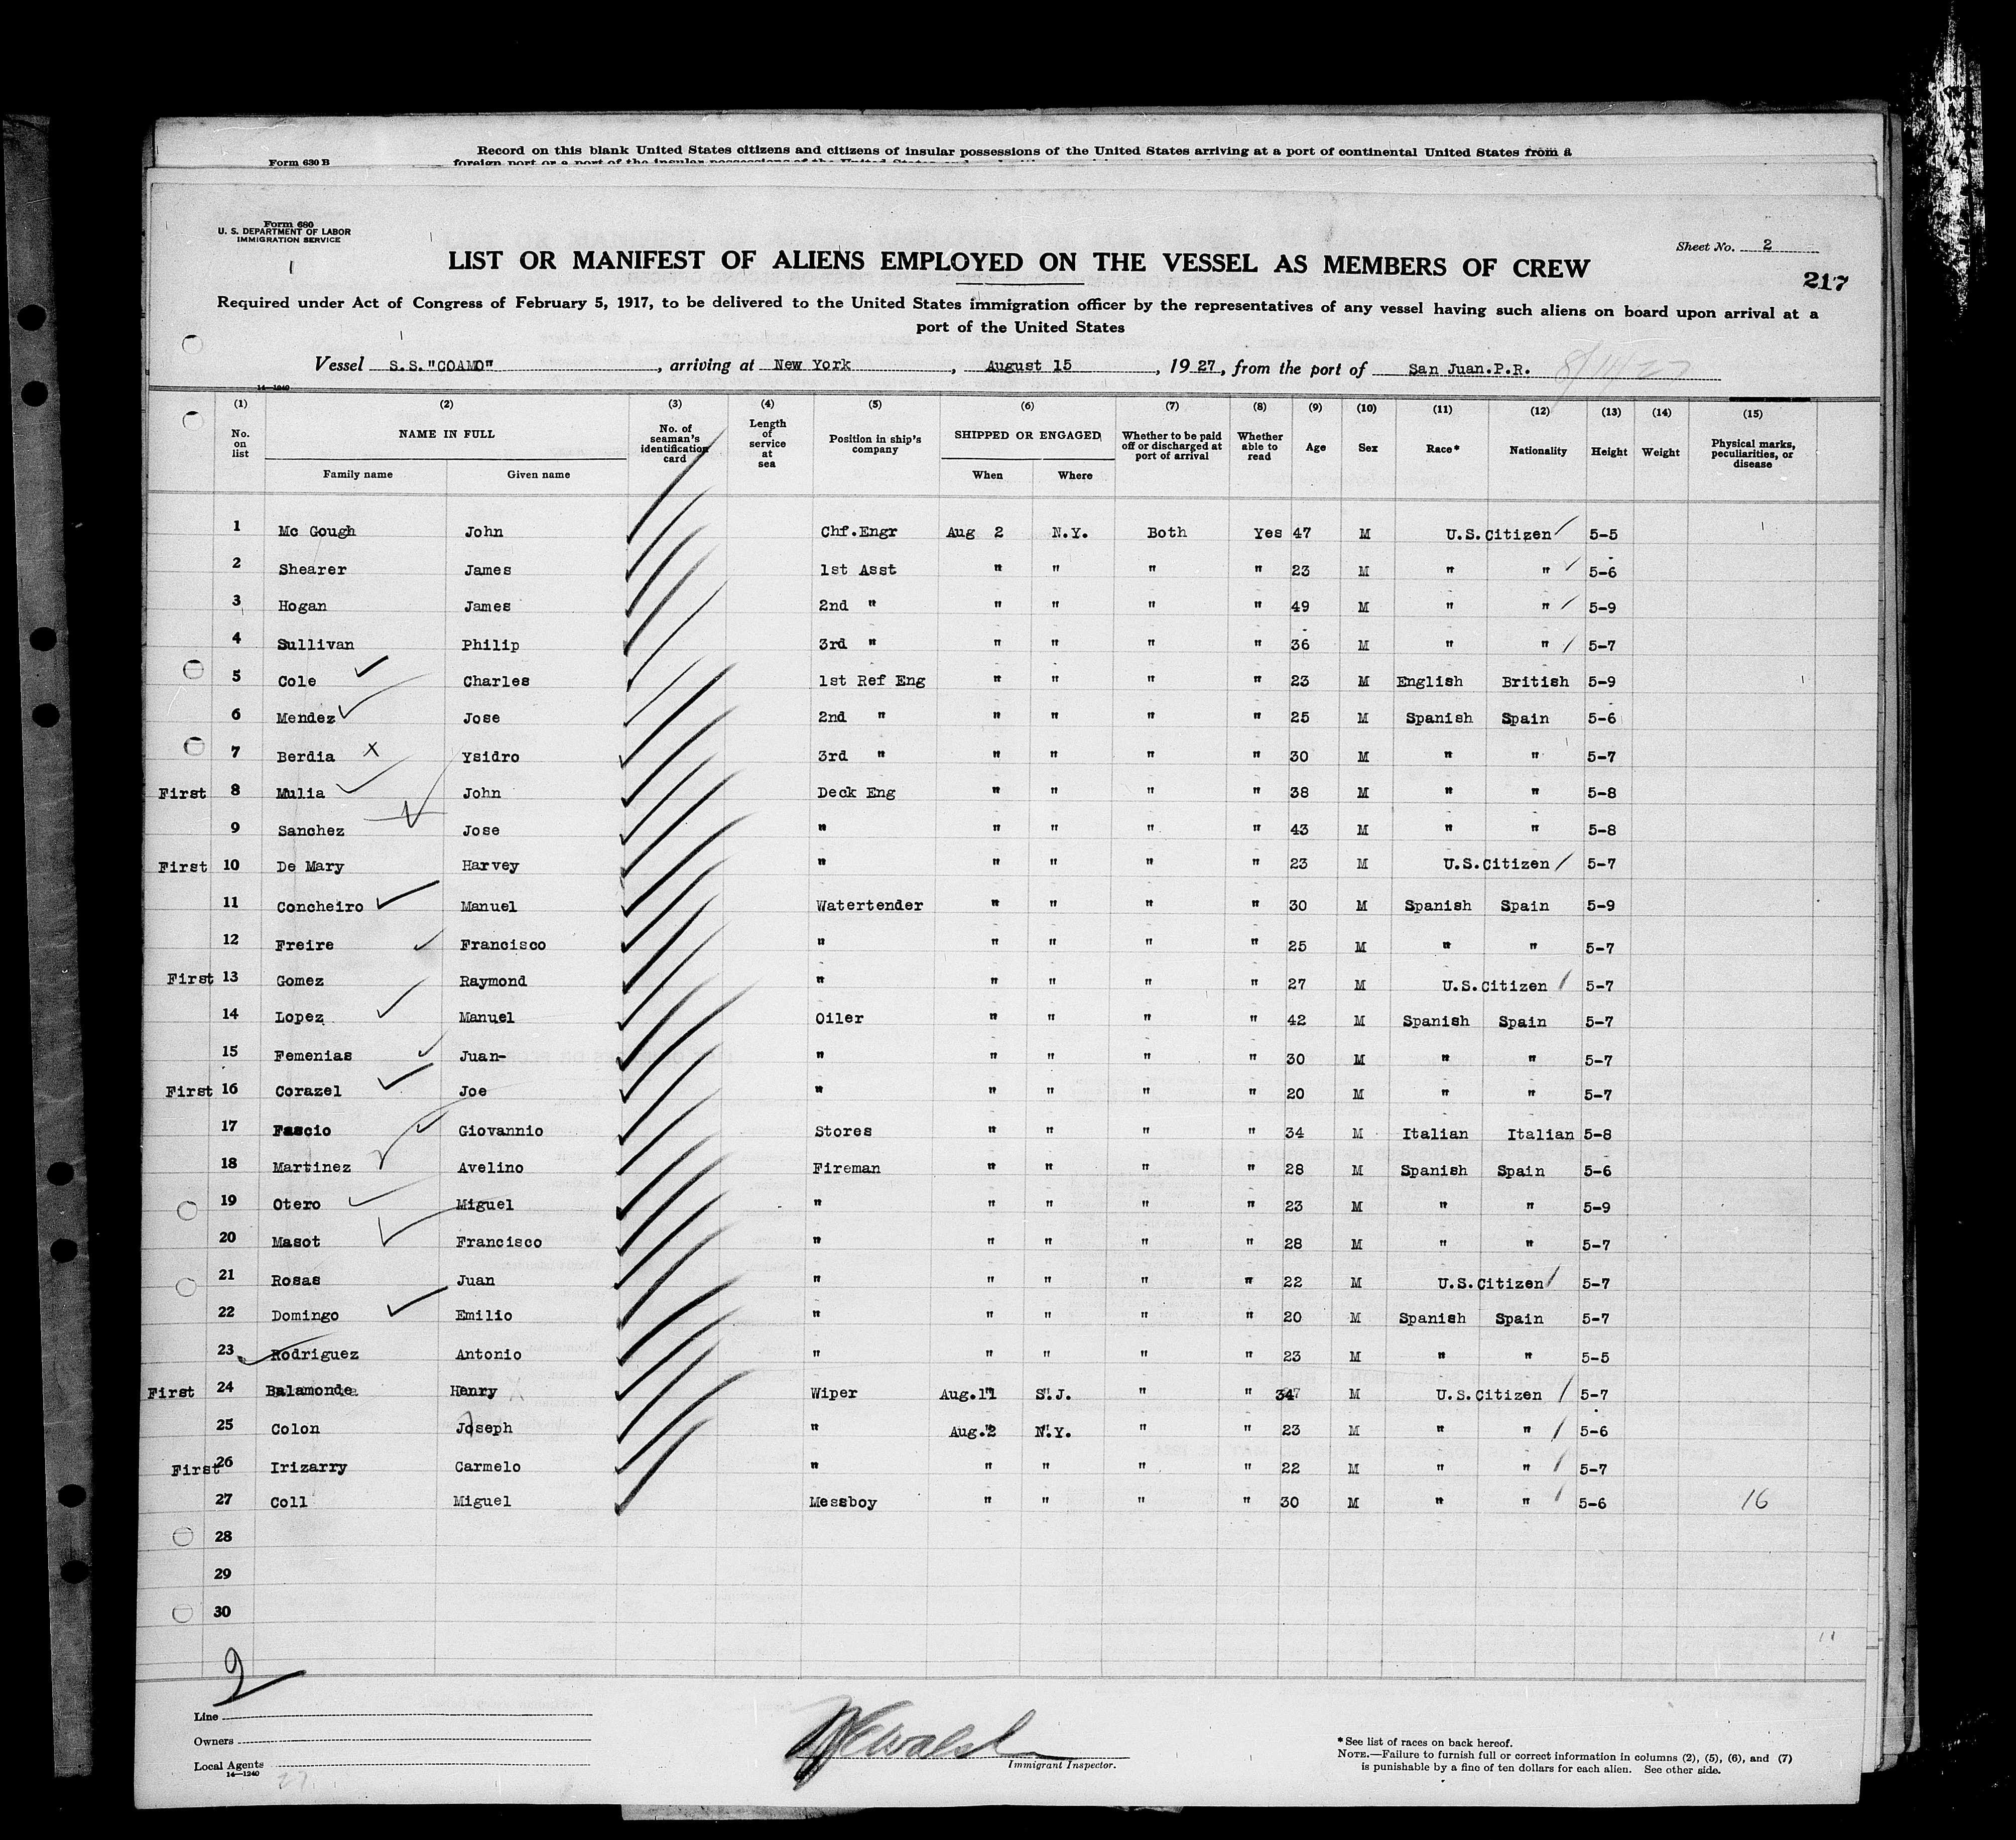 Form 630 B
Record on this blank United States citizens and citizens of insular possessions of the United States arriving at a port of continental United States from a
foreign port or a port of the insular possessions of the United States
Form 680
U. S. DEPARTMENT OF LABOR
IMMIGRATION SERVICE
Sheet No. 2
LIST OR MANIFEST OF ALIENS EMPLOYED ON THE VESSEL AS MEMBERS OF CREW
217
Required under Act of Congress of February 5, 1917, to be delivered to the United States immigration officer by the representatives of any vessel having such aliens on board upon arrival at a
port of the United States
Vessel S.S."COAMO", arriving at New York, August 15, 1927, from the port of San Juan.P.R.
14—1240
(1) (2) (3) (4) (5) (6) (7) (8) (9) (10) (11) (12) (13) (14) (15)
No. on list NAME IN FULL No. of seaman's identification card Length of service at sea Position in ship's company SHIPPED OR ENGAGED Whether to be paid off or discharged at port of arrival Whether able to read Age Sex Race* Nationality Height Weight Physical marks, peculiarities, or disease
Family name Given name When Where
1 Mc Gough John Chf.Engr Aug 2 N.Y. Both Yes 47 M U.S.Citizen 5-5
2 Shearer James 1st Asst " " " " 23 M " " 5-6
3 Hogan James 2nd " " " " " 49 M " " 5-9
4 Sullivan Philip 3rd " " " " " 36 M " " 5-7
5 Cole Charles 1st Ref Eng " " " " 23 M English British 5-9
6 Mendez Jose 2nd " " " " " 25 M Spanish Spain 5-6
7 Berdia X Ysidro 3rd " " " " " 30 M " " 5-7
First 8 Mulia John Deck Eng " " " " 38 M " " 5-8
9 Sanchez Jose " " " " " 43 M " " 5-8
First 10 De Mary Harvey " " " " " 23 M U.S.Citizen 5-7
11 Concheiro Manuel Watertender " " " " 30 M Spanish Spain 5-9
12 Freire Francisco " " " " " 25 M " " 5-7
First 13 Gomez Raymond " " " " " 27 M U.S.Citizen 5-7
14 Lopez Manuel Oiler " " " " 42 M Spanish Spain 5-7
15 Femenias Juan- " " " " " 30 M " " 5-7
First 16 Corazel Joe " " " " " 20 M " " 5-7
17 Fascio Giovannio Stores " " " " 34 M Italian Italian 5-8
18 Martinez Avelino Fireman " " " " 28 M Spanish Spain 5-6
19 Otero Miguel " " " " " 23 M " " 5-9
20 Masot Francisco " " " " " 28 M " " 5-7
21 Rosas Juan " " " " " 22 M U.S.Citizen 5-7
22 Domingo Emilio " " " " " 20 M Spanish Spain 5-7
23 Rodriguez Antonio " " " " " 23 M " " 5-5
First 24 Balamonde Henry Wiper Aug.11 S.J. " " 34 M U.S.Citizen 5-7
25 Colon Joseph " Aug.2 N.Y. " " 23 M " " 5-6
First 26 Irizarry Carmelo " " " " " 22 M " " 5-7
27 Coll Miguel Messboy " " " " 30 M " " 5-6 16
28
29
30
2
Line
Owners
Local Agents
14—1240
Immigrant Inspector.
*See list of races on back hereof.
NOTE.—Failure to furnish full or correct information in columns (2), (5), (6), and (7)
is punishable by a fine of ten dollars for each alien. See other side.